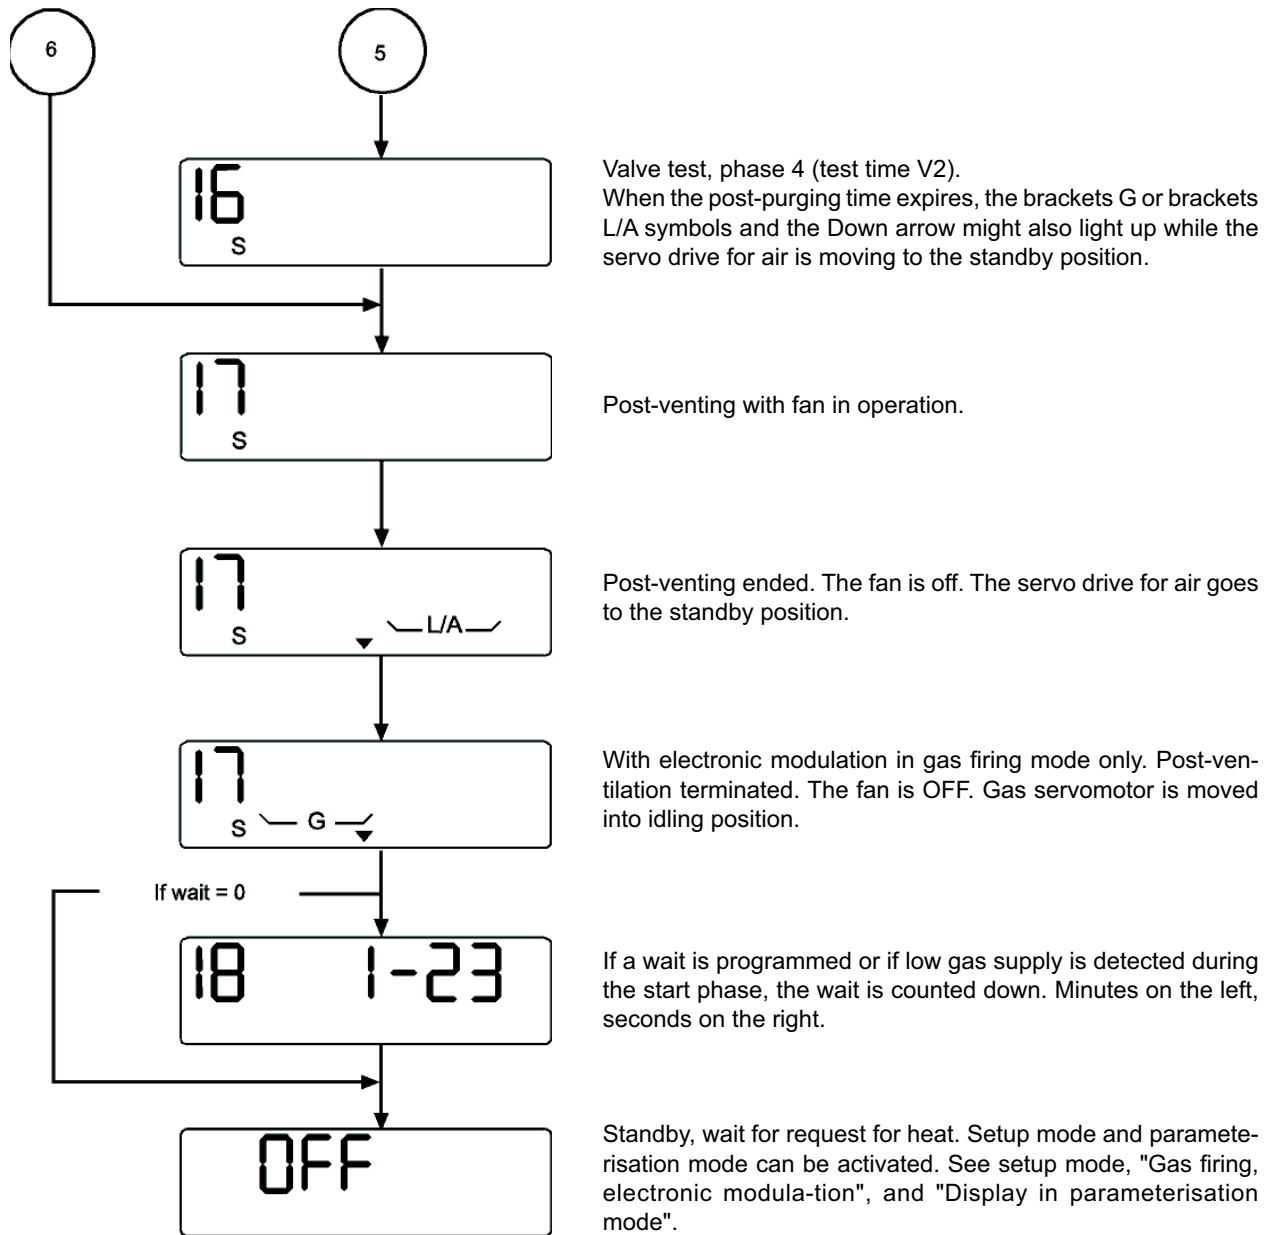 6
5
16
S
Valve test, phase 4 (test time V2).
When the post-purging time expires, the brackets G or brackets
L/A symbols and the Down arrow might also light up while the
servo drive for air is moving to the standby position.
17
S
Post-venting with fan in operation.
17
S
L/A
Post-venting ended. The fan is off. The servo drive for air goes
to the standby position.
17
S
G
With electronic modulation in gas firing mode only. Post-ven-
tilation terminated. The fan is OFF. Gas servomotor is moved
into idling position.
If wait = 0
18 1-23
If a wait is programmed or if low gas supply is detected during
the start phase, the wait is counted down. Minutes on the left,
seconds on the right.
OFF
Standby, wait for request for heat. Setup mode and paramete-
risation mode can be activated. See setup mode, "Gas firing,
electronic modula-tion", and "Display in parameterisation
mode".